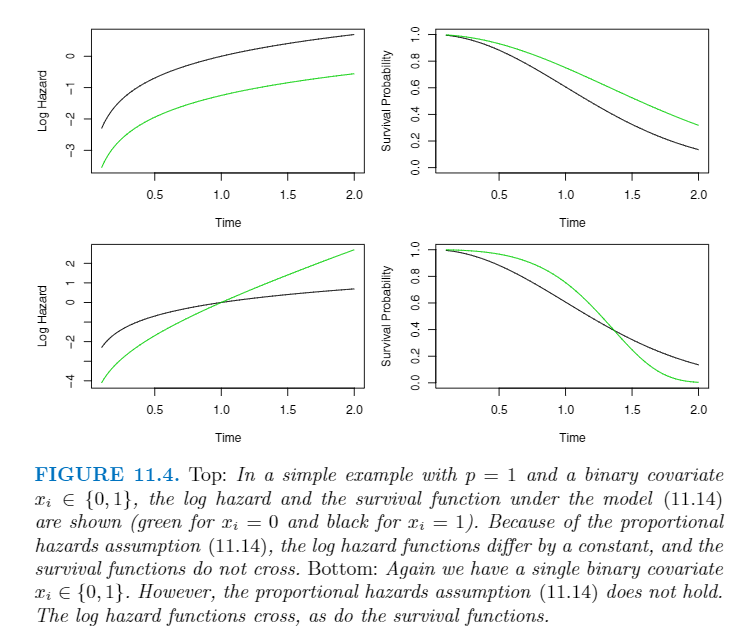 Log Hazard
0
−1
−2
−3
0.5 1.0 1.5 2.0
Time
Survival Probability
1.0
0.8
0.6
0.4
0.2
0.0
0.5 1.0 1.5 2.0
Time
Log Hazard
2
1
0
−2
−4
0.5 1.0 1.5 2.0
Time
Survival Probability
1.0
0.8
0.6
0.4
0.2
0.0
0.5 1.0 1.5 2.0
Time
FIGURE 11.4. Top: In a simple example with p = 1 and a binary covariate
xᵢ ∈ {0, 1}, the log hazard and the survival function under the model (11.14)
are shown (green for xᵢ = 0 and black for xᵢ = 1). Because of the proportional
hazards assumption (11.14), the log hazard functions differ by a constant, and the
survival functions do not cross. Bottom: Again we have a single binary covariate
xᵢ ∈ {0, 1}. However, the proportional hazards assumption (11.14) does not hold.
The log hazard functions cross, as do the survival functions.